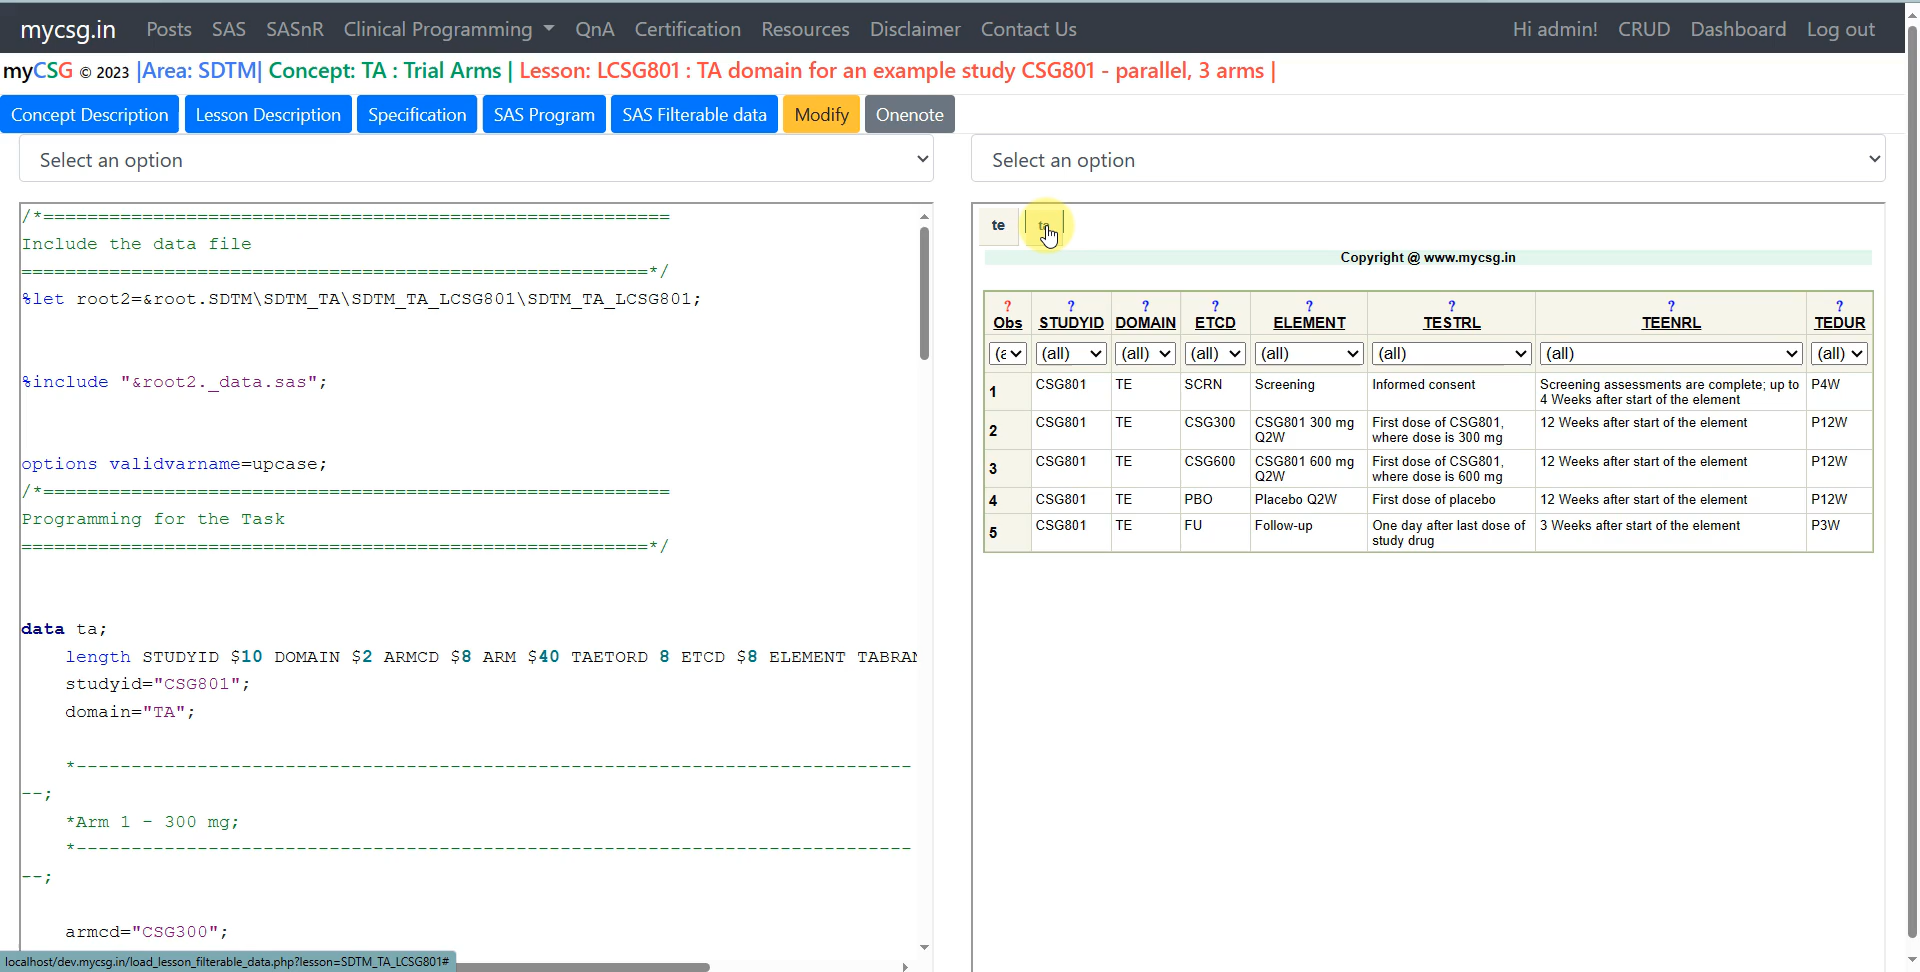 mycsg.in Posts SAS SASnR Clinical Programming QnA Certification Resources Disclaimer Contact Us Hi admin! CRUD Dashboard Log out
myCSG © 2023 |Area: SDTM| Concept: TA : Trial Arms | Lesson: LCSG801 : TA domain for an example study CSG801 - parallel, 3 arms |
Concept Description Lesson Description Specification SAS Program SAS Filterable data Modify Onenote
Select an option
/*=========================================================
Include the data file
=========================================================*/
%let root2=&root.SDTM\SDTM_TA\SDTM_TA_LCSG801\SDTM_TA_LCSG801;
%include "&root2._data.sas";
options validvarname=upcase;
/*=========================================================
Programming for the Task
=========================================================*/
data ta;
length STUDYID $10 DOMAIN $2 ARMCD $8 ARM $40 TAETORD 8 ETCD $8 ELEMENT TABRAN
studyid="CSG801";
domain="TA";
*----------------------------------------------------------------------------
--;
*Arm 1 - 300 mg;
*----------------------------------------------------------------------------
--;
armcd="CSG300";
localhost/dev.mycsg.in/load_lesson_filterable_data.php?lesson=SDTM_TA_LCSG801#
Select an option
te ta
Copyright @ www.mycsg.in
? ? ? ? ? ? ? ?
Obs STUDYID DOMAIN ETCD ELEMENT TESTRL TEENRL TEDUR
(a (all) (all) (all) (all) (all) (all) (all)
1 CSG801 TE SCRN Screening Informed consent Screening assessments are complete; up to P4W
4 Weeks after start of the element
2 CSG801 TE CSG300 CSG801 300 mg First dose of CSG801, 12 Weeks after start of the element P12W
Q2W where dose is 300 mg
3 CSG801 TE CSG600 CSG801 600 mg First dose of CSG801, 12 Weeks after start of the element P12W
Q2W where dose is 600 mg
4 CSG801 TE PBO Placebo Q2W First dose of placebo 12 Weeks after start of the element P12W
5 CSG801 TE FU Follow-up One day after last dose of 3 Weeks after start of the element P3W
study drug